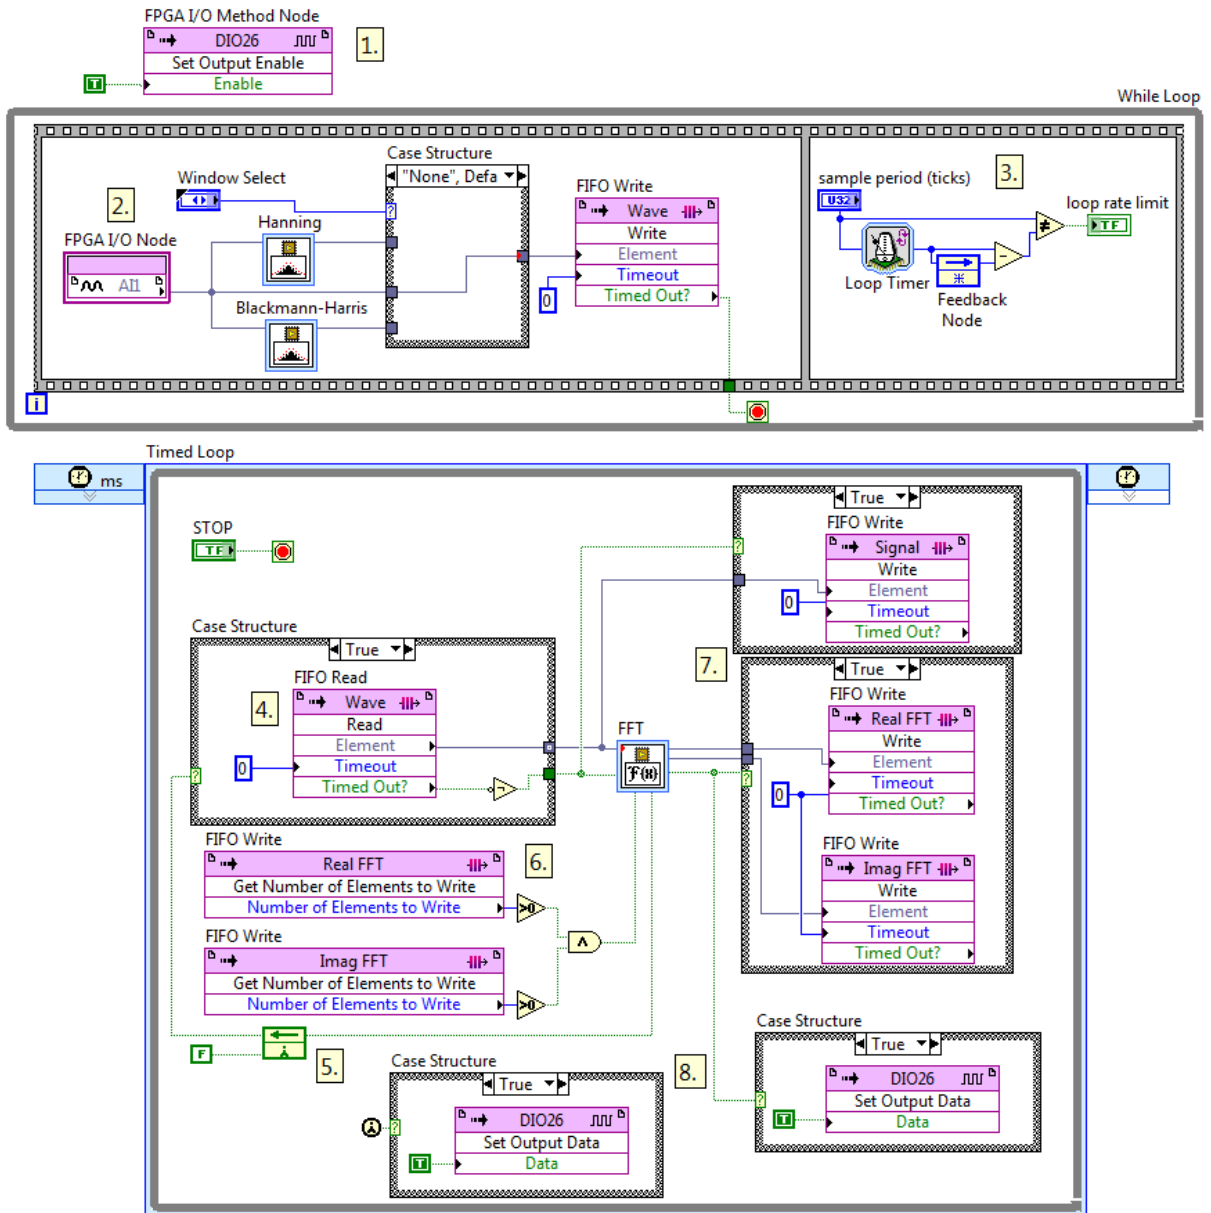 FPGA I/O Method Node
DIO26
1.
Set Output Enable
T
Enable
While Loop
Case Structure
"None", Defa
Window Select
2.
Hanning
FPGA I/O Node
AI1
Blackmann-Harris
FIFO Write
Wave
Write
Element
Timeout
0
Timed Out?
3.
sample period (ticks)
U32
loop rate limit
TF
Loop Timer
Feedback
Node
i
Timed Loop
ms
STOP
TF
True
FIFO Write
Signal
Write
Element
0
Timeout
Timed Out?
Case Structure
True
FIFO Read
4.
Wave
Read
Element
0
Timeout
Timed Out?
FFT
F{x}
7.
True
FIFO Write
Real FFT
Write
Element
Timeout
0
Timed Out?
FIFO Write
Imag FFT
Write
Element
Timeout
Timed Out?
FIFO Write
6.
Real FFT
Get Number of Elements to Write
Number of Elements to Write
>0
FIFO Write
Imag FFT
Get Number of Elements to Write
Number of Elements to Write
>0
F
5.
Case Structure
True
DIO26
Set Output Data
T
Data
8.
Case Structure
True
DIO26
Set Output Data
T
Data